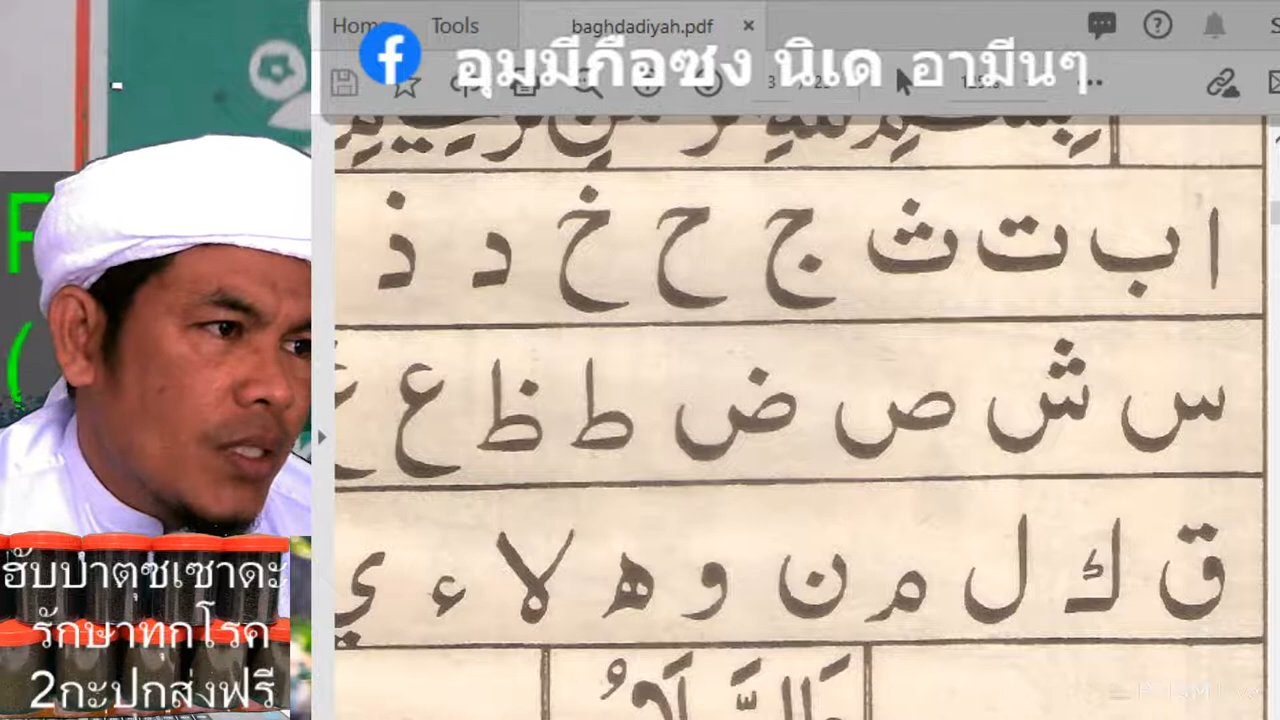 Home Tools baghdadiyah.pdf
อุมมีกือซง นิเด อามีนๆ
ا ب ت ث ج ح خ د ذ
س ش ص ض ط ظ ع
ق ك ل م ن و ه لا ء ي
ฮับบาตุซเซาดะ
รักษาทุกโรค
2กะปุกส่งฟรี